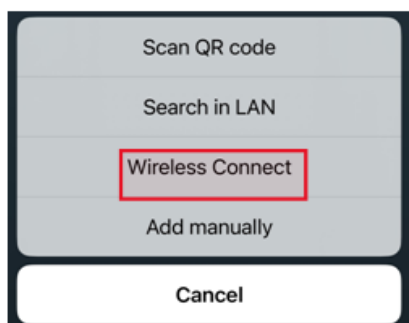 Scan QR code
Search in LAN
Wireless Connect
Add manually
Cancel